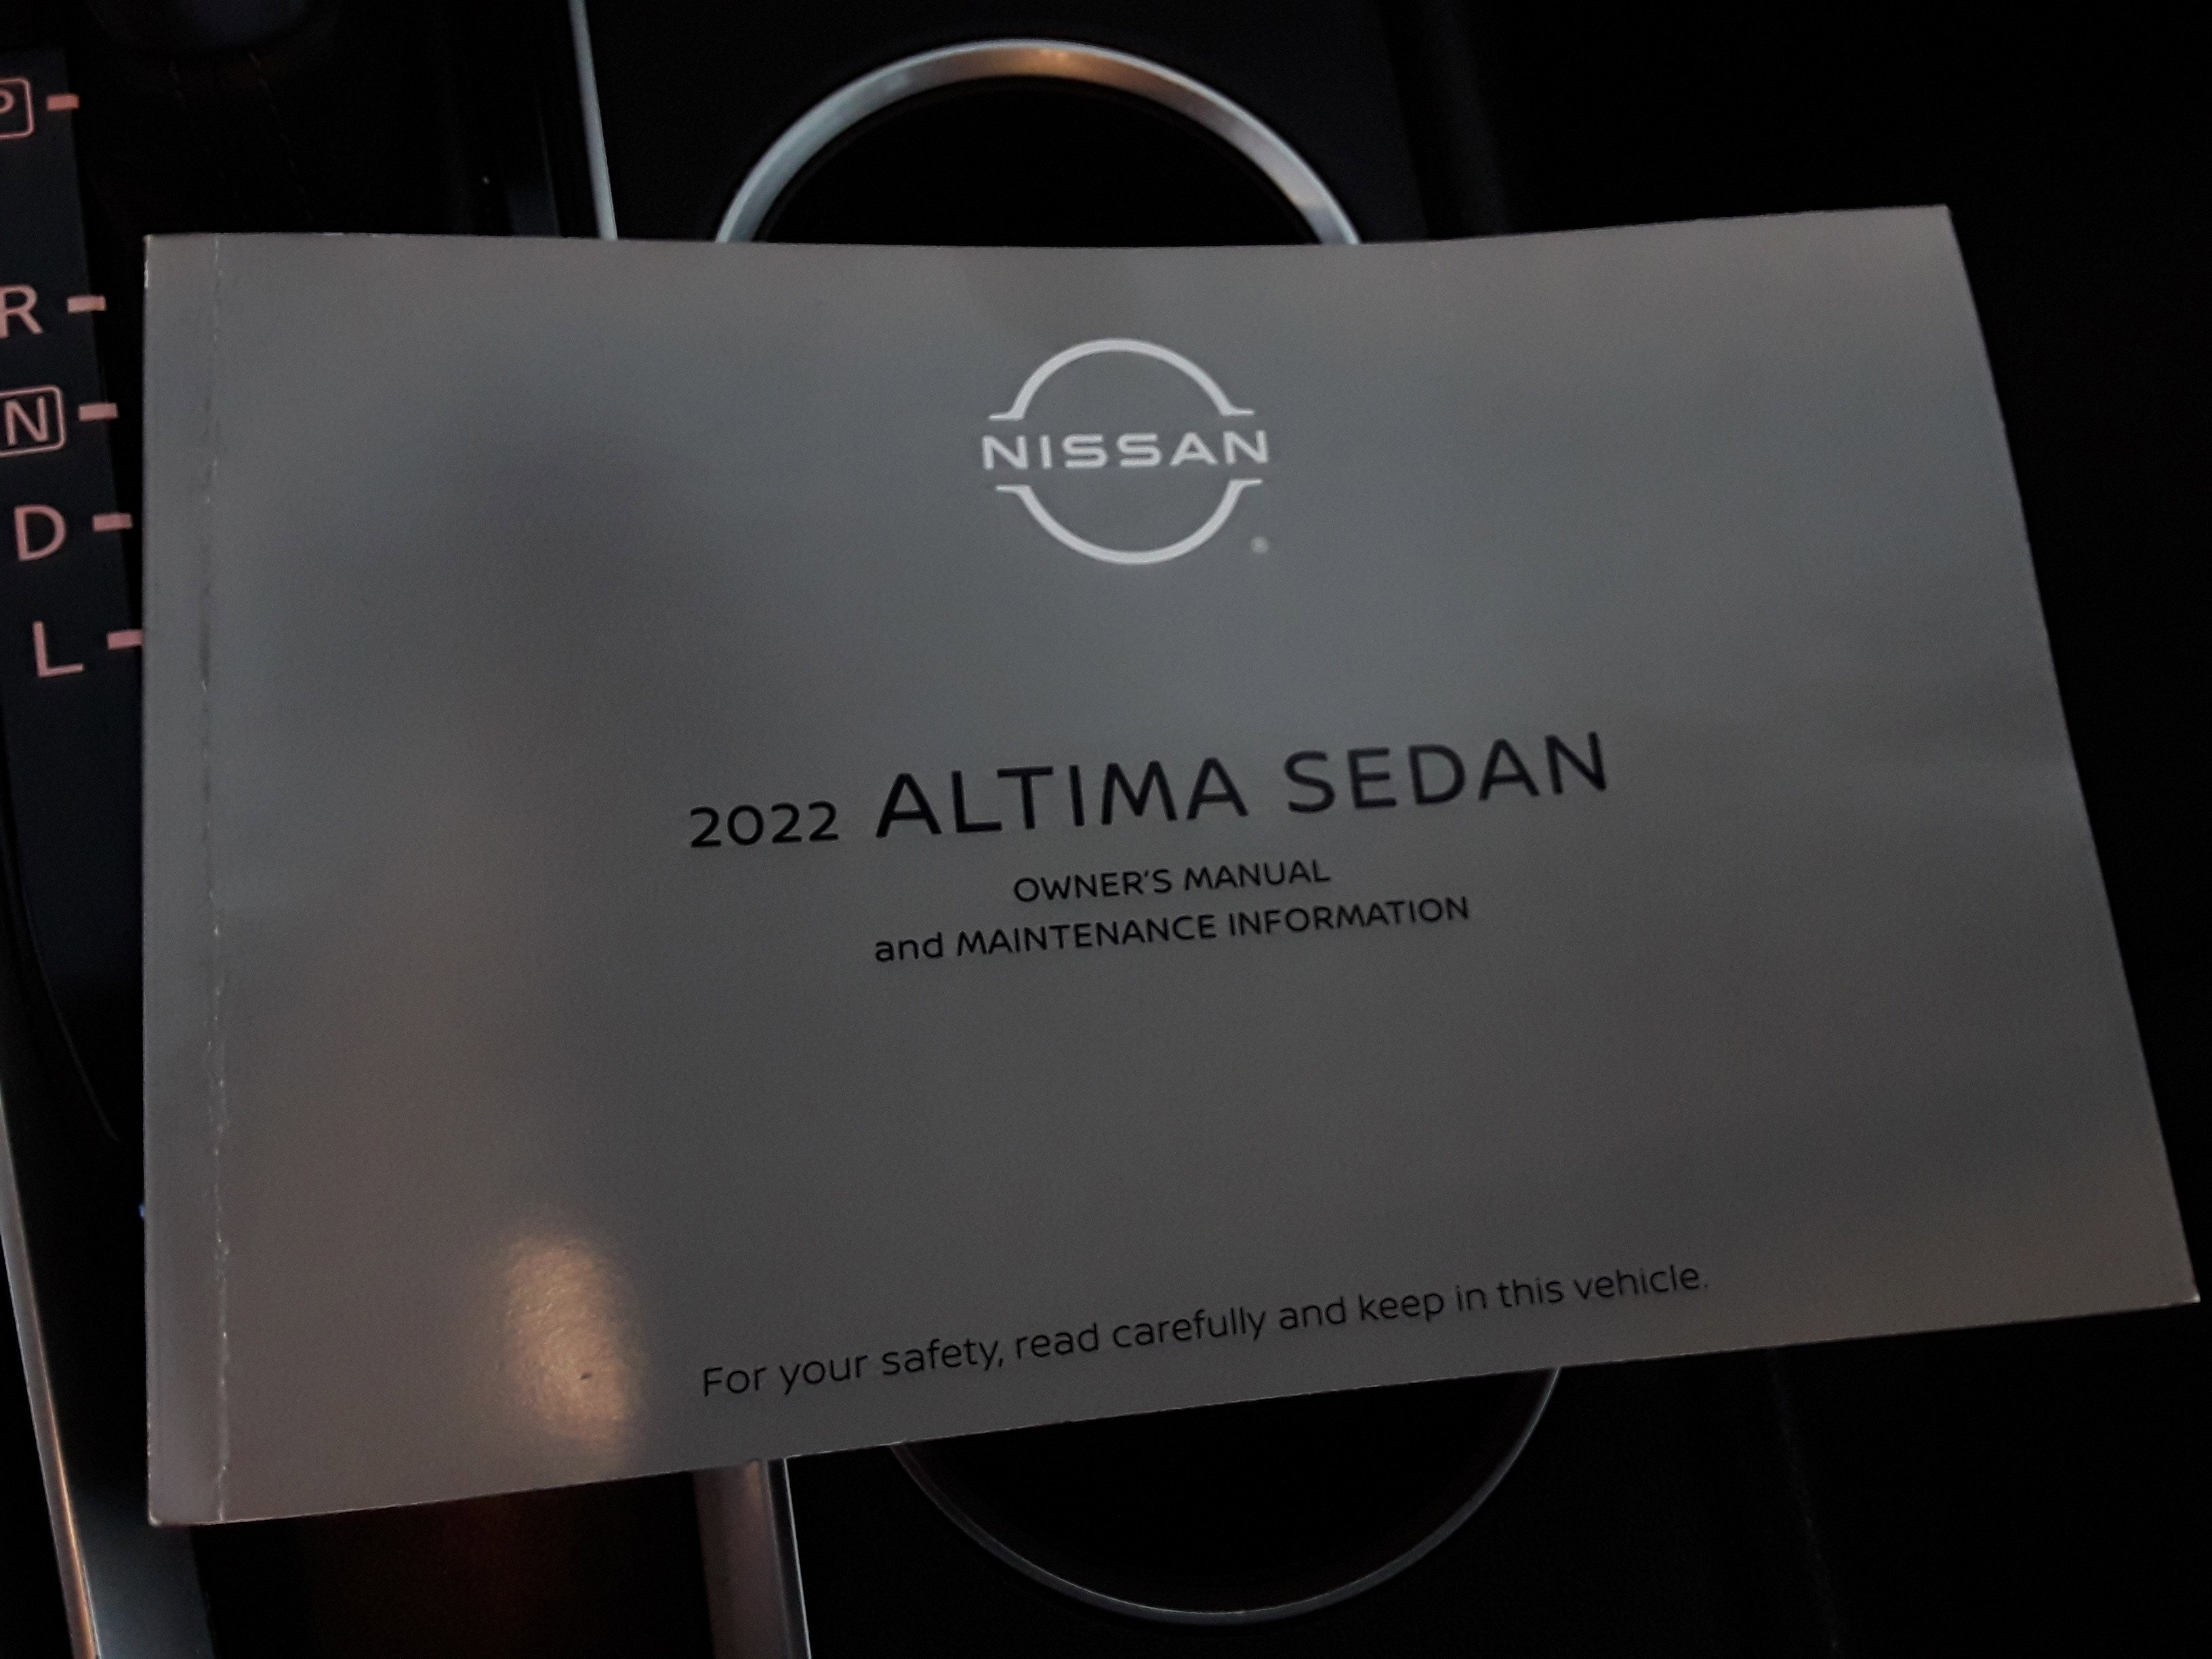 P
R
N
D
L
NISSAN
®
2022 ALTIMA SEDAN
OWNER'S MANUAL
and MAINTENANCE INFORMATION
For your safety, read carefully and keep in this vehicle.